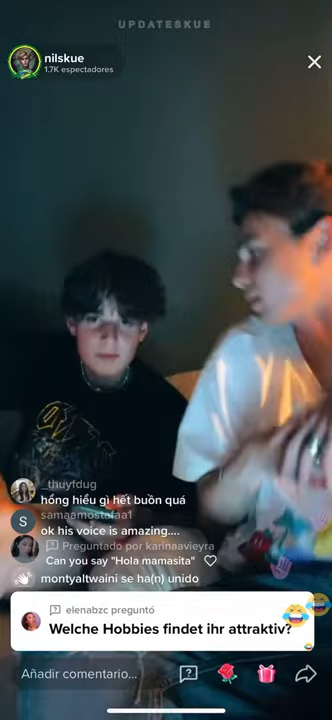 UPDATESKUE
nilskue
1.7K espectadores
_thuyfdug
hổng hiểu gì hết buồn quá
S
samaamostafaa1
ok his voice is amazing....
Preguntado por karinaavieyra
Can you say "Hola mamasita"
montyaltwaini se ha(n) unido
elenabzc preguntó
Welche Hobbies findet ihr attraktiv?
Añadir comentario...